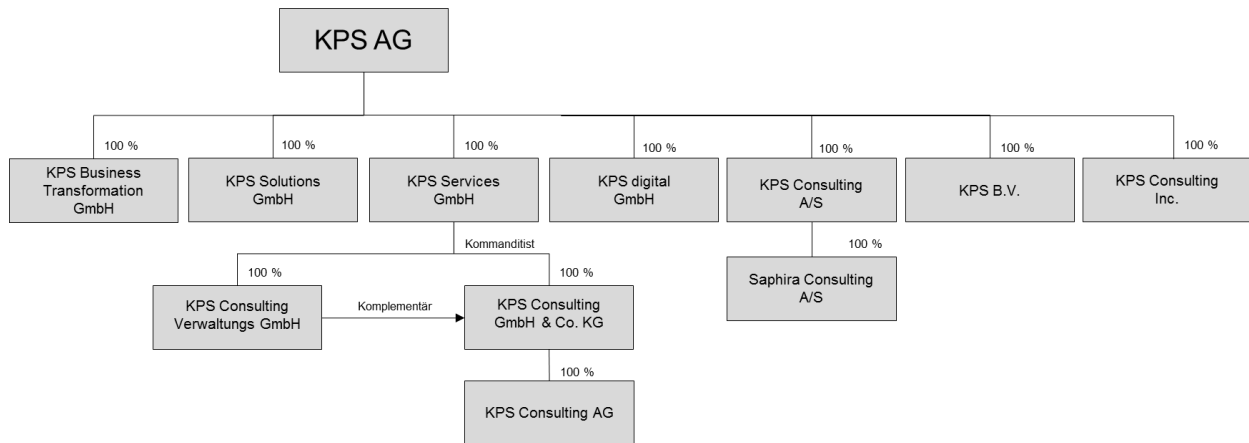 KPS AG
100 %
100 %
100 %
100 %
100 %
100 %
100 %
KPS Business
Transformation
GmbH
KPS Solutions
GmbH
KPS Services
GmbH
KPS digital
GmbH
KPS Consulting
A/S
KPS B.V.
KPS Consulting
Inc.
Kommanditist
100 %
100 %
100 %
KPS Consulting
Verwaltungs GmbH
Komplementär
KPS Consulting
GmbH & Co. KG
Saphira Consulting
A/S
100 %
KPS Consulting AG